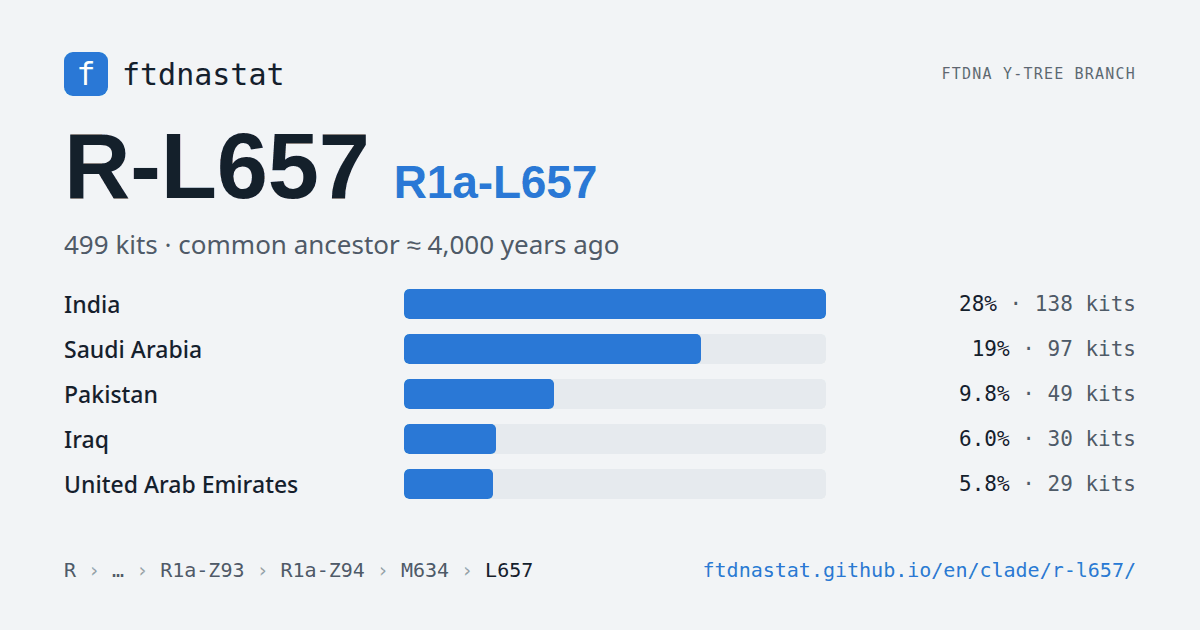 f ftdnastat
FTDNA Y-TREE BRANCH
R-L657 R1a-L657
499 kits · common ancestor ≈ 4,000 years ago
India 28% · 138 kits
Saudi Arabia 19% · 97 kits
Pakistan 9.8% · 49 kits
Iraq 6.0% · 30 kits
United Arab Emirates 5.8% · 29 kits
R › … › R1a-Z93 › R1a-Z94 › M634 › L657
ftdnastat.github.io/en/clade/r-l657/